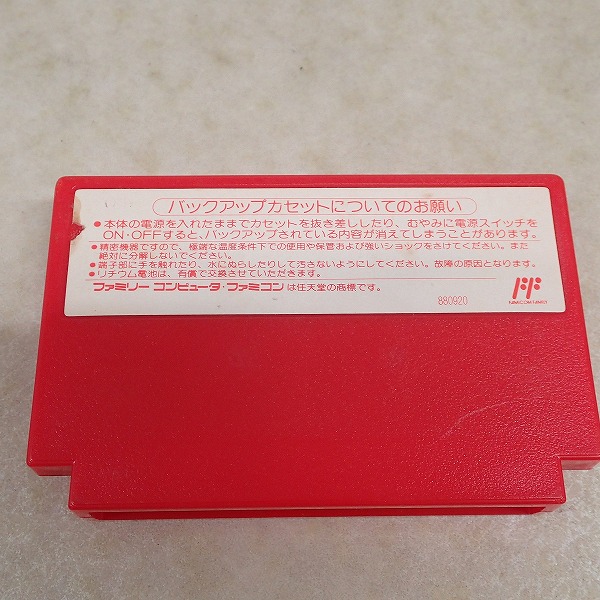 バックアップカセットについてのお願い
●本体の電源を入れたままでカセットを抜き差ししたり、むやみに電源スイッチを
ON・OFFすると、バックアップされている内容が消えてしまうことがあります。
●精密機器ですので、極端な温度条件下での使用や保管および強いショックをさけてください。また
絶対に分解しないでください。
●端子部に手を触れたり、水にぬらしたりして汚さないようにしてください。故障の原因となります。
●リチウム電池は、有償で交換させていただきます。
ファミリーコンピュータ・ファミコンは任天堂の商標です。
880920
FAMICOM FAMILY